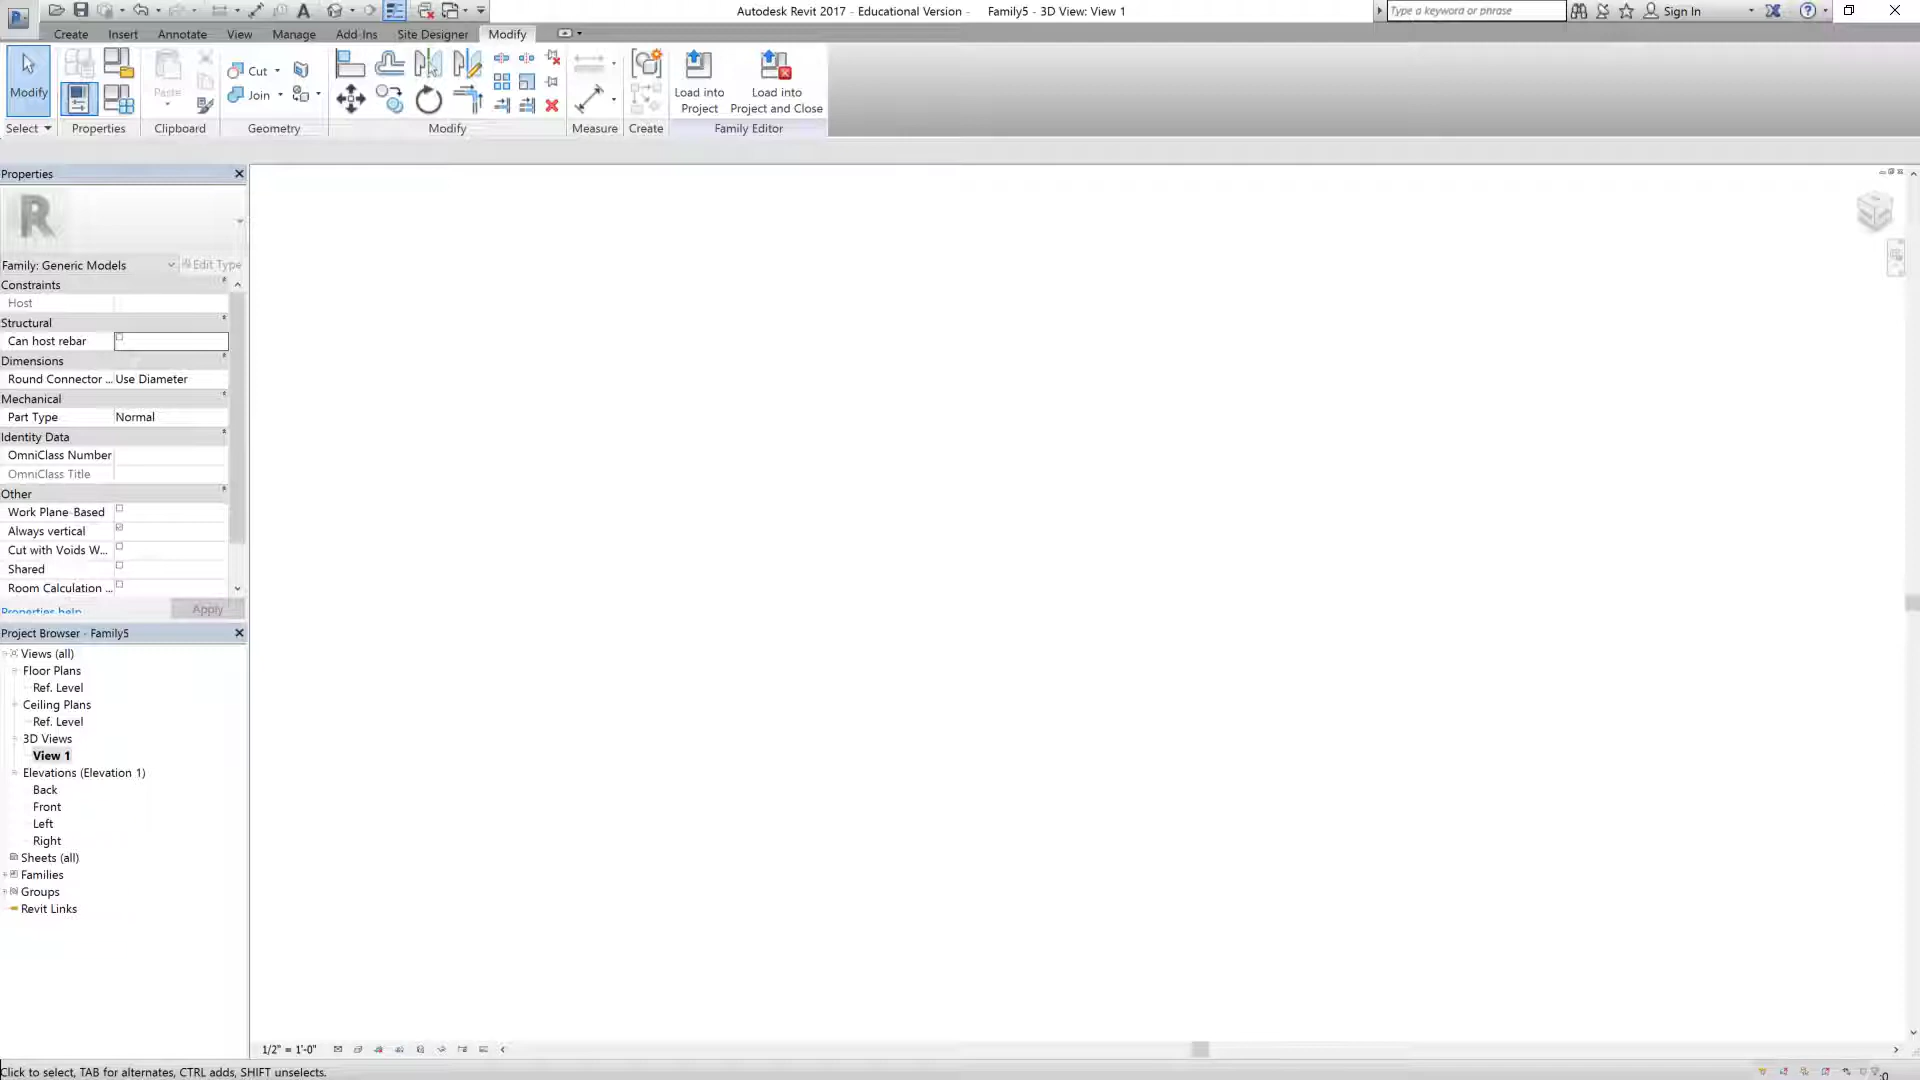 Autodesk Revit 2017 - Educational Version - Family5 - 3D View: View 1
Type a keyword or phrase
Sign In
Create Insert Annotate View Manage Add-Ins Site Designer Modify
Modify
Paste
Cut
Join
Load into Project
Load into Project and Close
Select Properties Clipboard Geometry Modify Measure Create Family Editor
Properties
R
Family: Generic Models Edit Type
Constraints
Host
Structural
Can host rebar
Dimensions
Round Connector ... Use Diameter
Mechanical
Part Type Normal
Identity Data
OmniClass Number
OmniClass Title
Other
Work Plane-Based
Always vertical
Cut with Voids W...
Shared
Room Calculation ...
Properties help Apply
Project Browser - Family5
Views (all)
Floor Plans
Ref. Level
Ceiling Plans
Ref. Level
3D Views
View 1
Elevations (Elevation 1)
Back
Front
Left
Right
Sheets (all)
Families
Groups
Revit Links
1/2" = 1'-0"
Click to select, TAB for alternates, CTRL adds, SHIFT unselects.
:0